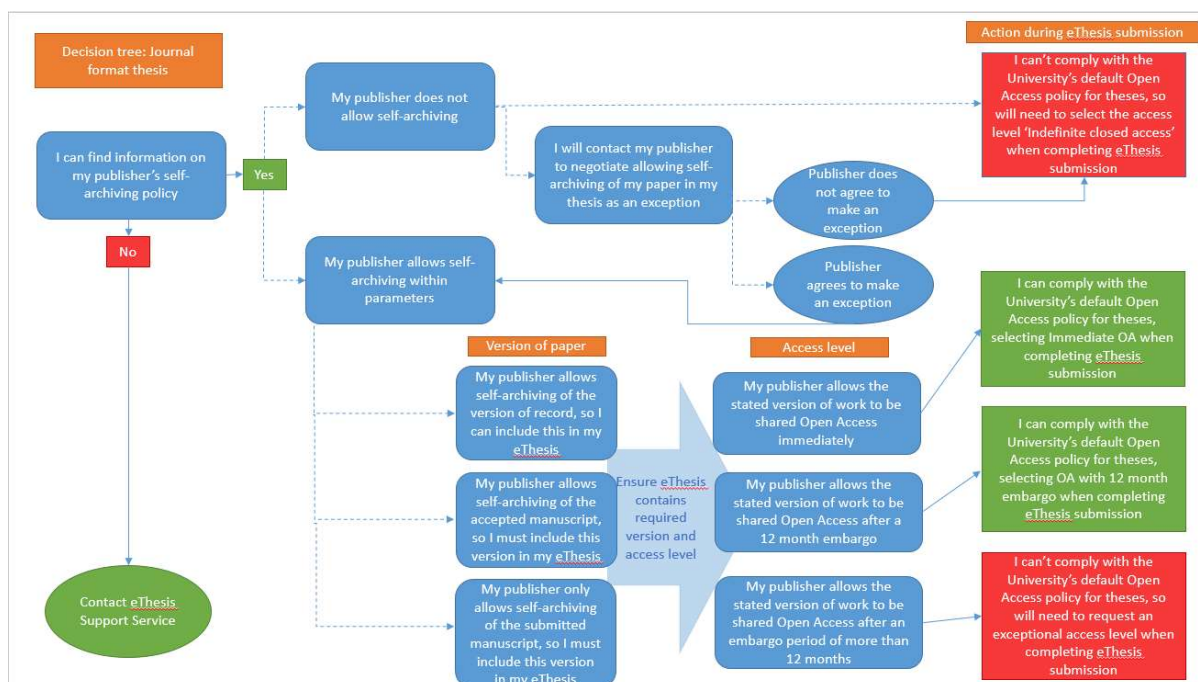 Decision tree: Journal
format thesis
Action during eThesis submission
I can find information on
my publisher's self-
archiving policy
Yes
No
Contact eThesis
Support Service
My publisher does not
allow self-archiving
I will contact my publisher
to negotiate allowing self-
archiving of my paper in my
thesis as an exception
Publisher does
not agree to
make an
exception
Publisher
agrees to make
an exception
I can't comply with the
University's default Open
Access policy for theses, so
will need to select the access
level 'Indefinite closed access'
when completing eThesis
submission
My publisher allows self-
archiving within
parameters
Version of paper
My publisher allows
self-archiving of the
version of record, so I
can include this in my
eThesis
My publisher allows
self-archiving of the
accepted manuscript,
so I must include this
version in my eThesis
My publisher only
allows self-archiving
of the submitted
manuscript, so I must
include this version
in my eThesis
Ensure eThesis
contains
required
version and
access level
Access level
My publisher allows the
stated version of work to be
shared Open Access
immediately
My publisher allows the
stated version of work to be
shared Open Access after a
12 month embargo
My publisher allows the
stated version of work to be
shared Open Access after an
embargo period of more than
12 months
I can comply with the
University's default Open
Access policy for theses,
selecting Immediate OA when
completing eThesis
submission
I can comply with the
University's default Open
Access policy for theses,
selecting OA with 12 month
embargo when completing
eThesis submission
I can't comply with the
University's default Open
Access policy for theses, so
will need to request an
exceptional access level when
completing eThesis
submission